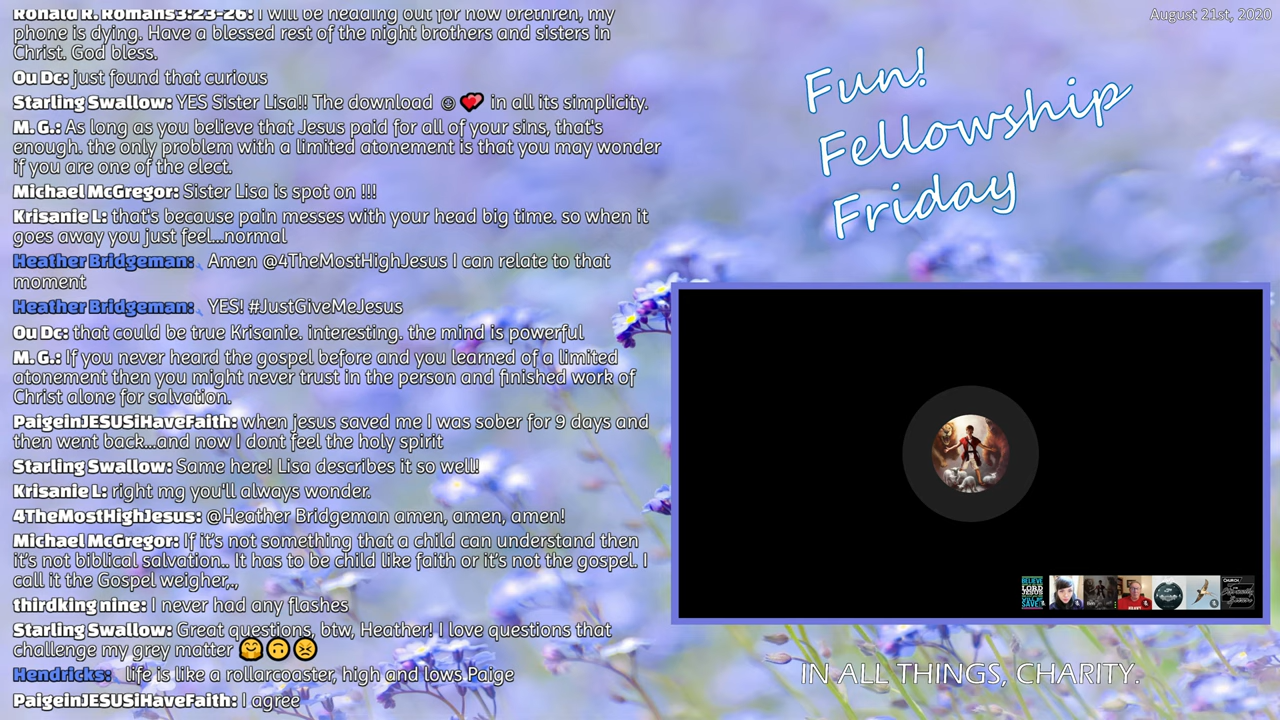 Ronald R. Romans3:23-26: I will be heading out for now brethren, my
phone is dying. Have a blessed rest of the night brothers and sisters in
Christ. God bless.
Ou Dc: just found that curious
Starling Swallow: YES Sister Lisa!! The download ☺💕 in all its simplicity.
M. G.: As long as you believe that Jesus paid for all of your sins, that's
enough. the only problem with a limited atonement is that you may wonder
if you are one of the elect.
Michael McGregor: Sister Lisa is spot on !!!
Krisanie L: that's because pain messes with your head big time. so when it
goes away you just feel...normal
Heather Bridgeman: Amen @4TheMostHighJesus I can relate to that
moment
Heather Bridgeman: YES! #JustGiveMeJesus
Ou Dc: that could be true Krisanie. interesting. the mind is powerful
M. G.: If you never heard the gospel before and you learned of a limited
atonement then you might never trust in the person and finished work of
Christ alone for salvation.
PaigeinJESUSiHaveFaith: when jesus saved me I was sober for 9 days and
then went back...and now I dont feel the holy spirit
Starling Swallow: Same here! Lisa describes it so well!
Krisanie L: right mg you'll always wonder.
4TheMostHighJesus: @Heather Bridgeman amen, amen, amen!
Michael McGregor: If it's not something that a child can understand then
it's not biblical salvation.. It has to be child like faith or it's not the gospel. I
call it the Gospel weigher,.,
thirdking nine: I never had any flashes
Starling Swallow: Great questions, btw, Heather! I love questions that
challenge my grey matter 🤗🙃😣
Hendricks: life is like a rollarcoaster, high and lows Paige
PaigeinJESUSiHaveFaith: I agree
August 21st, 2020
Fun!
Fellowship
Friday
BELIEVE
LORD
JESUS
SAVE
CHURCH
IN ALL THINGS, CHARITY.